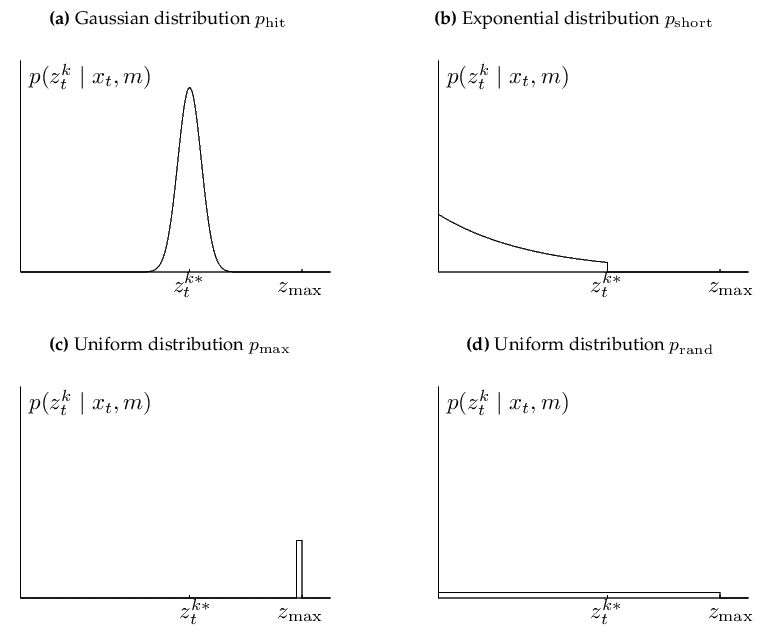 (a) Gaussian distribution p_hit
(b) Exponential distribution p_short
p(z_t^k | x_t, m)
p(z_t^k | x_t, m)
z_t^{k*} z_max
z_t^{k*} z_max
(c) Uniform distribution p_max
(d) Uniform distribution p_rand
p(z_t^k | x_t, m)
p(z_t^k | x_t, m)
z_t^{k*} z_max
z_t^{k*} z_max